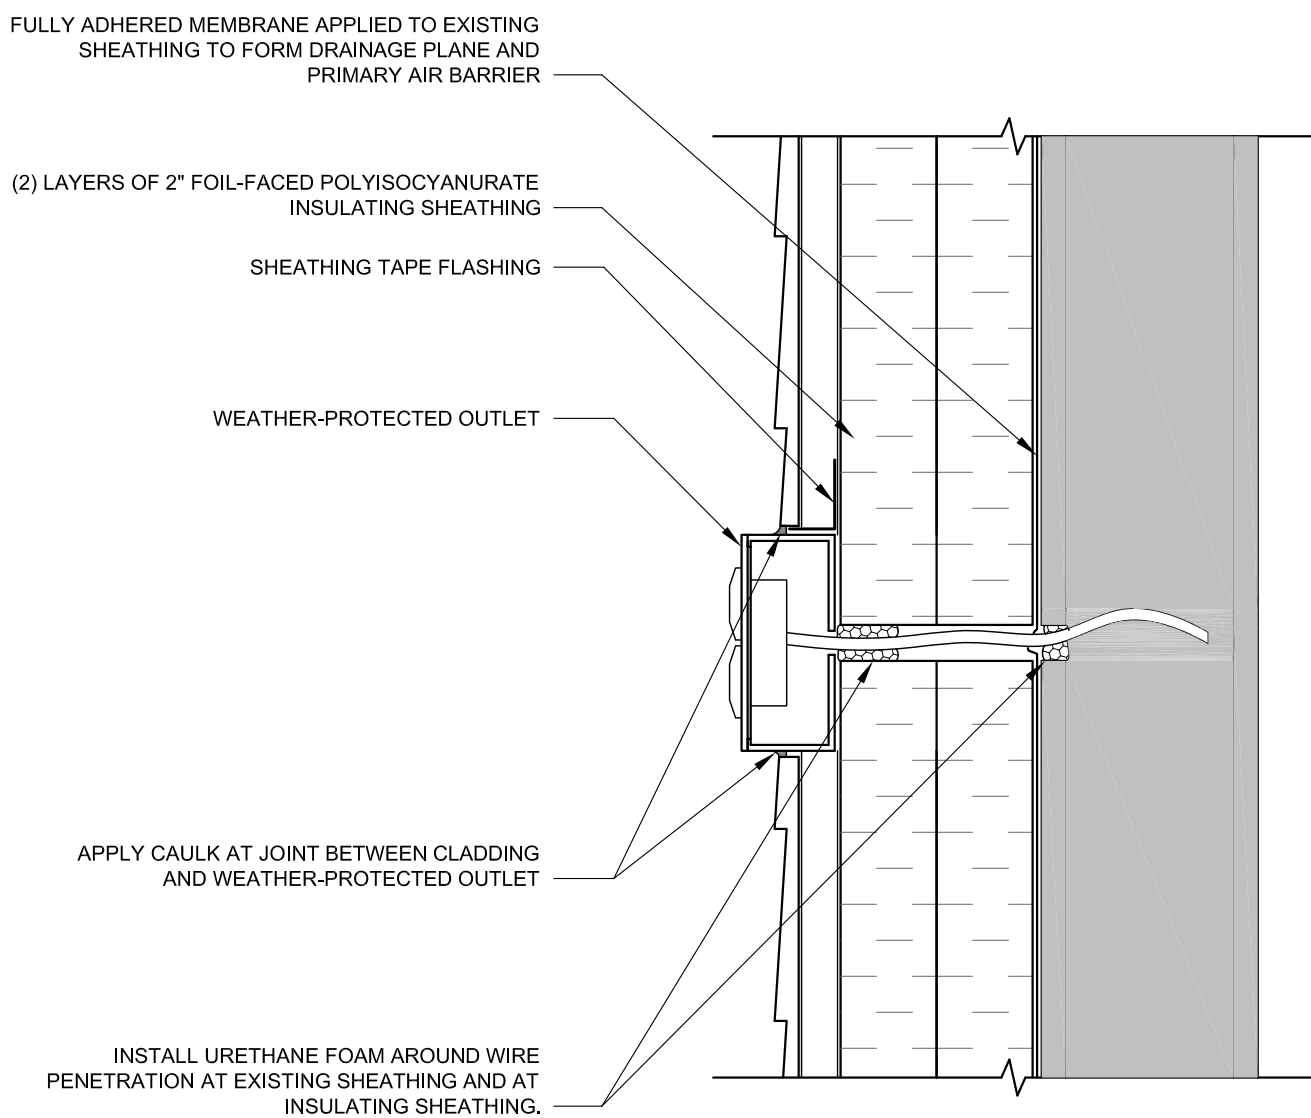 FULLY ADHERED MEMBRANE APPLIED TO EXISTING
SHEATHING TO FORM DRAINAGE PLANE AND
PRIMARY AIR BARRIER
(2) LAYERS OF 2" FOIL-FACED POLYISOCYANURATE
INSULATING SHEATHING
SHEATHING TAPE FLASHING
WEATHER-PROTECTED OUTLET
APPLY CAULK AT JOINT BETWEEN CLADDING
AND WEATHER-PROTECTED OUTLET
INSTALL URETHANE FOAM AROUND WIRE
PENETRATION AT EXISTING SHEATHING AND AT
INSULATING SHEATHING.